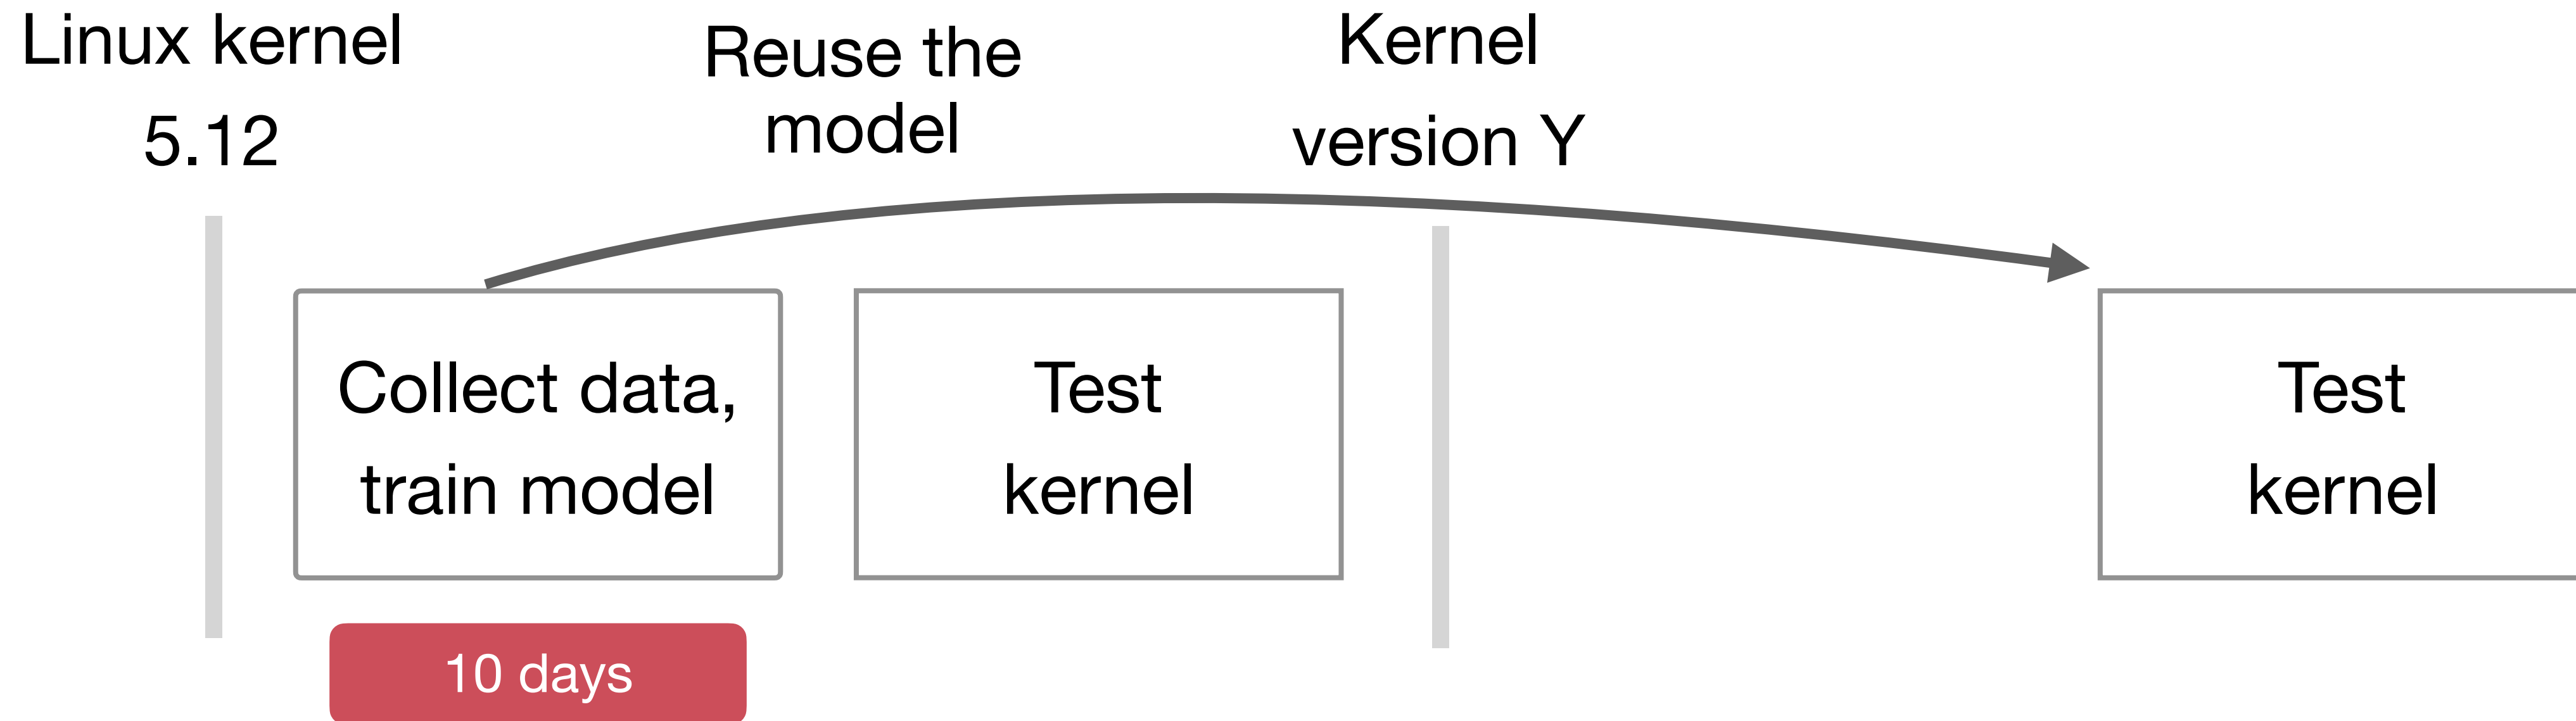 Linux kernel
5.12
Reuse the
model
Kernel
version Y
Collect data,
train model
Test
kernel
Test
kernel
10 days